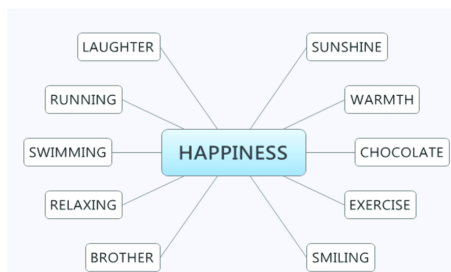 LAUGHTER
SUNSHINE
RUNNING
WARMTH
SWIMMING
HAPPINESS
CHOCOLATE
RELAXING
EXERCISE
BROTHER
SMILING